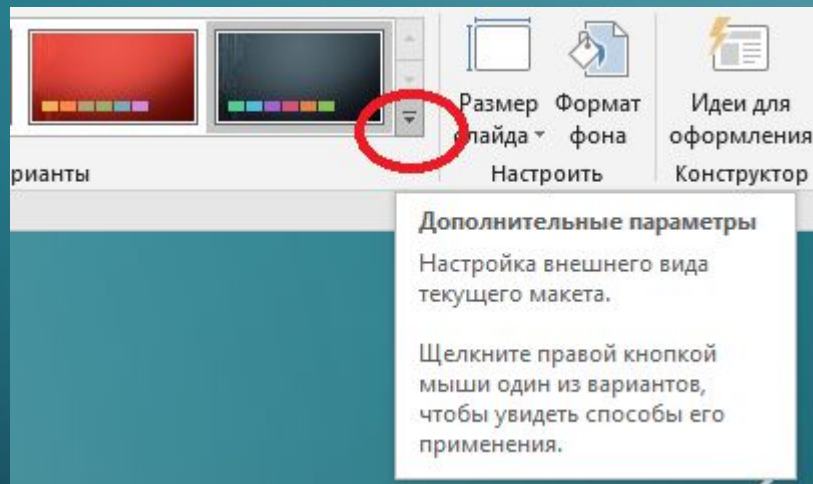 Размер Формат Идеи для
слайда фона оформления
рианты Настроить Конструктор
Дополнительные параметры
Настройка внешнего вида
текущего макета.
Щелкните правой кнопкой
мыши один из вариантов,
чтобы увидеть способы его
применения.